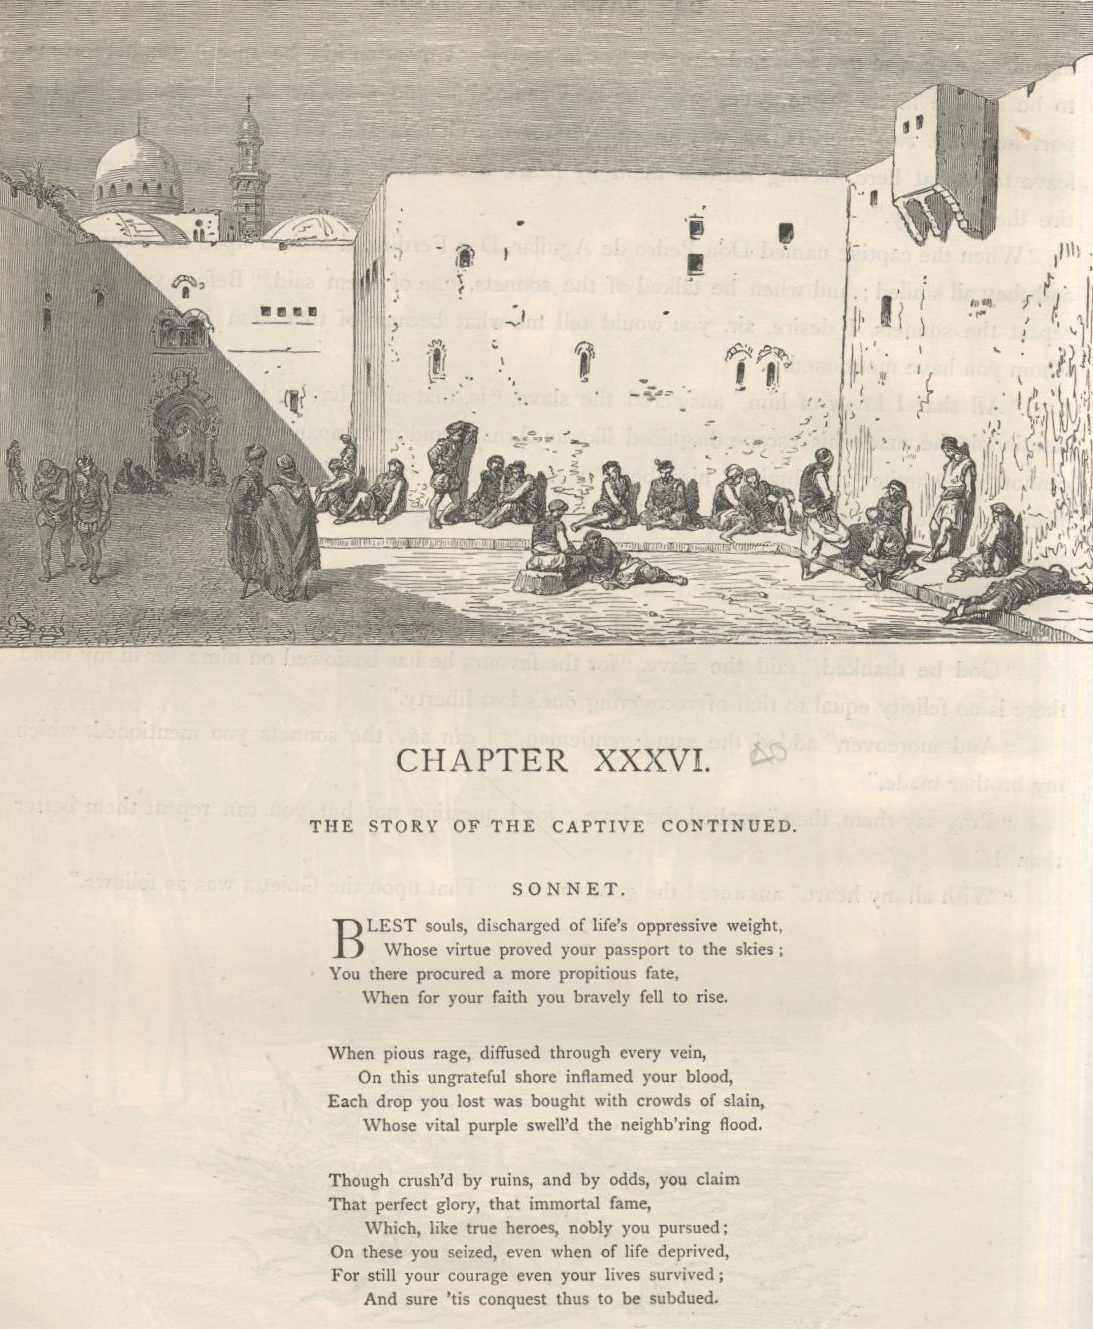 CHAPTER XXXVI.
THE STORY OF THE CAPTIVE CONTINUED.
SONNET.
BLEST souls, discharged of life's oppressive weight,
Whose virtue proved your passport to the skies;
You there procured a more propitious fate,
When for your faith you bravely fell to rise.
When pious rage, diffused through every vein,
On this ungrateful shore inflamed your blood,
Each drop you lost was bought with crowds of slain,
Whose vital purple swell'd the neighb'ring flood.
Though crush'd by ruins, and by odds, you claim
That perfect glory, that immortal fame,
Which, like true heroes, nobly you pursued;
On these you seized, even when of life deprived,
For still your courage even your lives survived;
And sure 'tis conquest thus to be subdued.